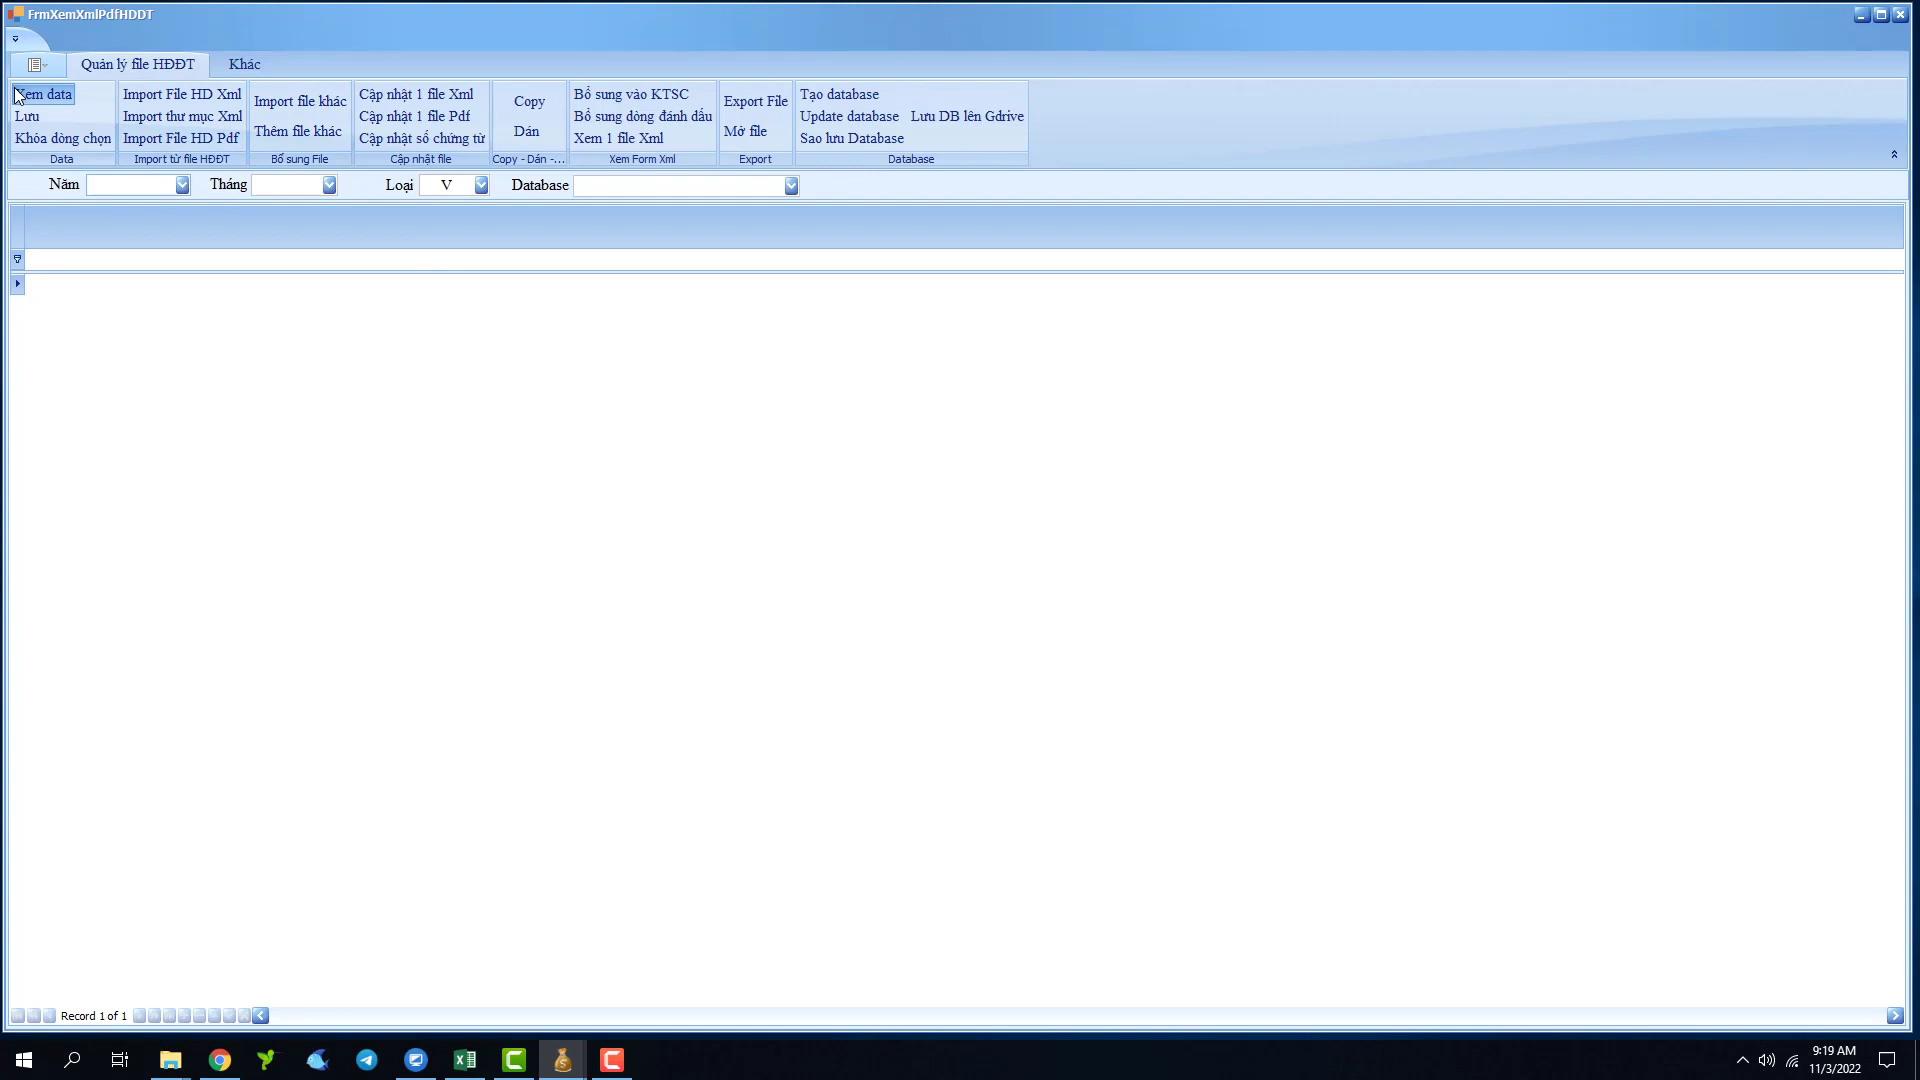 FrmXemXmlPdfHDDT
Quản lý file HĐĐT
Khác
Xem data
Lưu
Khóa dòng chọn
Data
Import File HD Xml
Import thư mục Xml
Import File HD Pdf
Import từ file HĐĐT
Import file khác
Thêm file khác
Bổ sung File
Cập nhật 1 file Xml
Cập nhật 1 file Pdf
Cập nhật số chứng từ
Cập nhật file
Copy
Dán
Copy - Dán -...
Bổ sung vào KTSC
Bổ sung dòng đánh dấu
Xem 1 file Xml
Xem Form Xml
Export File
Mở file
Export
Tạo database
Update database
Lưu DB lên Gdrive
Sao lưu Database
Database
Năm
Tháng
Loại V
Database
Record 1 of 1
9:19 AM
11/3/2022